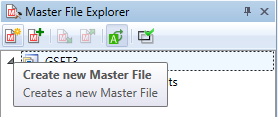 Master File Explorer
GSET3
Create new Master File
Creates a new Master File
ts